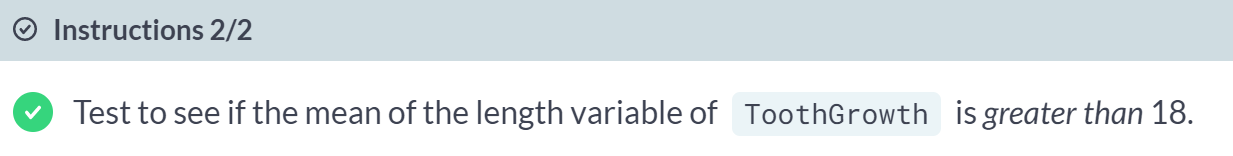 Instructions 2/2
Test to see if the mean of the length variable of ToothGrowth is greater than 18.